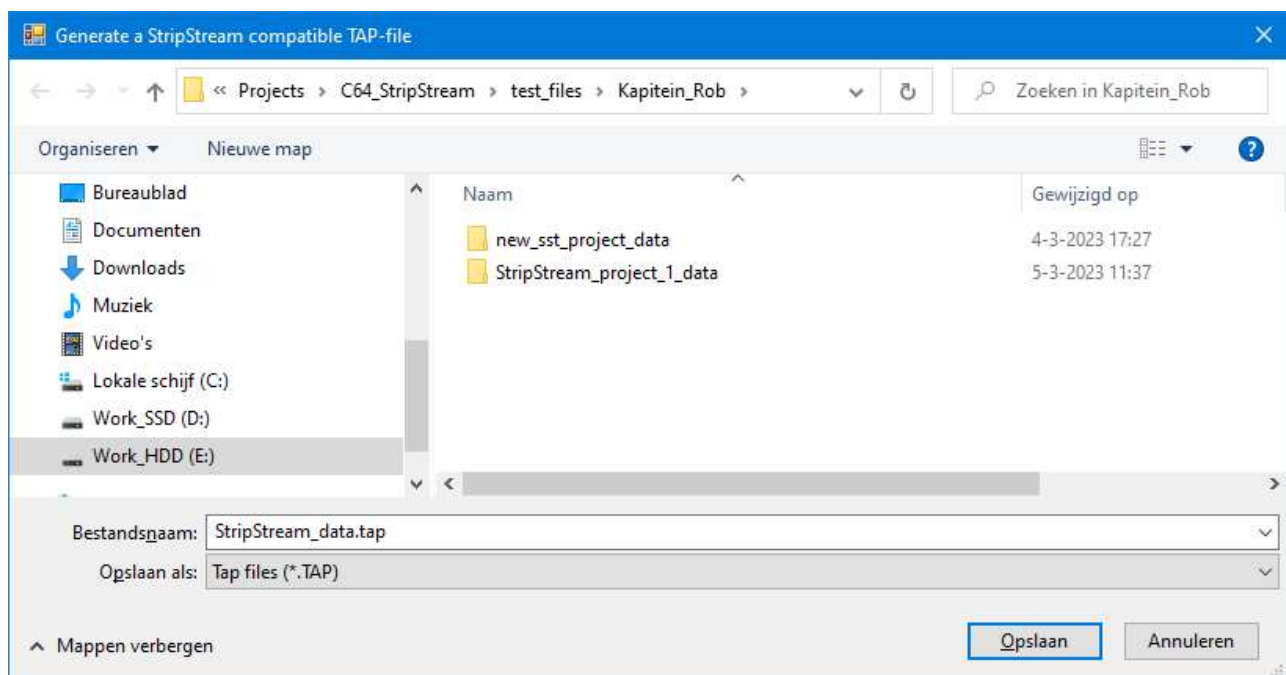 Generate a StripStream compatible TAP-file
« Projects › C64_StripStream › test_files › Kapitein_Rob ›
Zoeken in Kapitein_Rob
Organiseren
Nieuwe map
Bureaublad
Documenten
Downloads
Muziek
Video's
Lokale schijf (C:)
Work_SSD (D:)
Work_HDD (E:)
Naam Gewijzigd op
new_sst_project_data 4-3-2023 17:27
StripStream_project_1_data 5-3-2023 11:37
Bestandsnaam: StripStream_data.tap
Opslaan als: Tap files (*.TAP)
Mappen verbergen
Opslaan
Annuleren